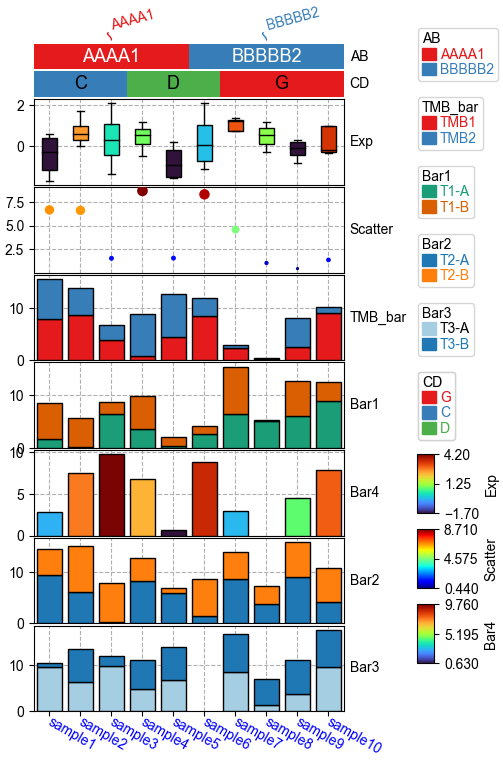 AAAA1
BBBBB2
AAAA1
BBBBB2
AB
C
D
G
CD
2
0
Exp
7.5
5.0
2.5
Scatter
10
0
TMB_bar
10
0
Bar1
10
5
0
Bar4
10
0
Bar2
10
0
Bar3
sample1
sample2
sample3
sample4
sample5
sample6
sample7
sample8
sample9
sample10
AB
AAAA1
BBBBB2
TMB_bar
TMB1
TMB2
Bar1
T1-A
T1-B
Bar2
T2-A
T2-B
Bar3
T3-A
T3-B
CD
G
C
D
4.20
1.25
−1.70
Exp
8.710
4.575
0.440
Scatter
9.760
5.195
0.630
Bar4